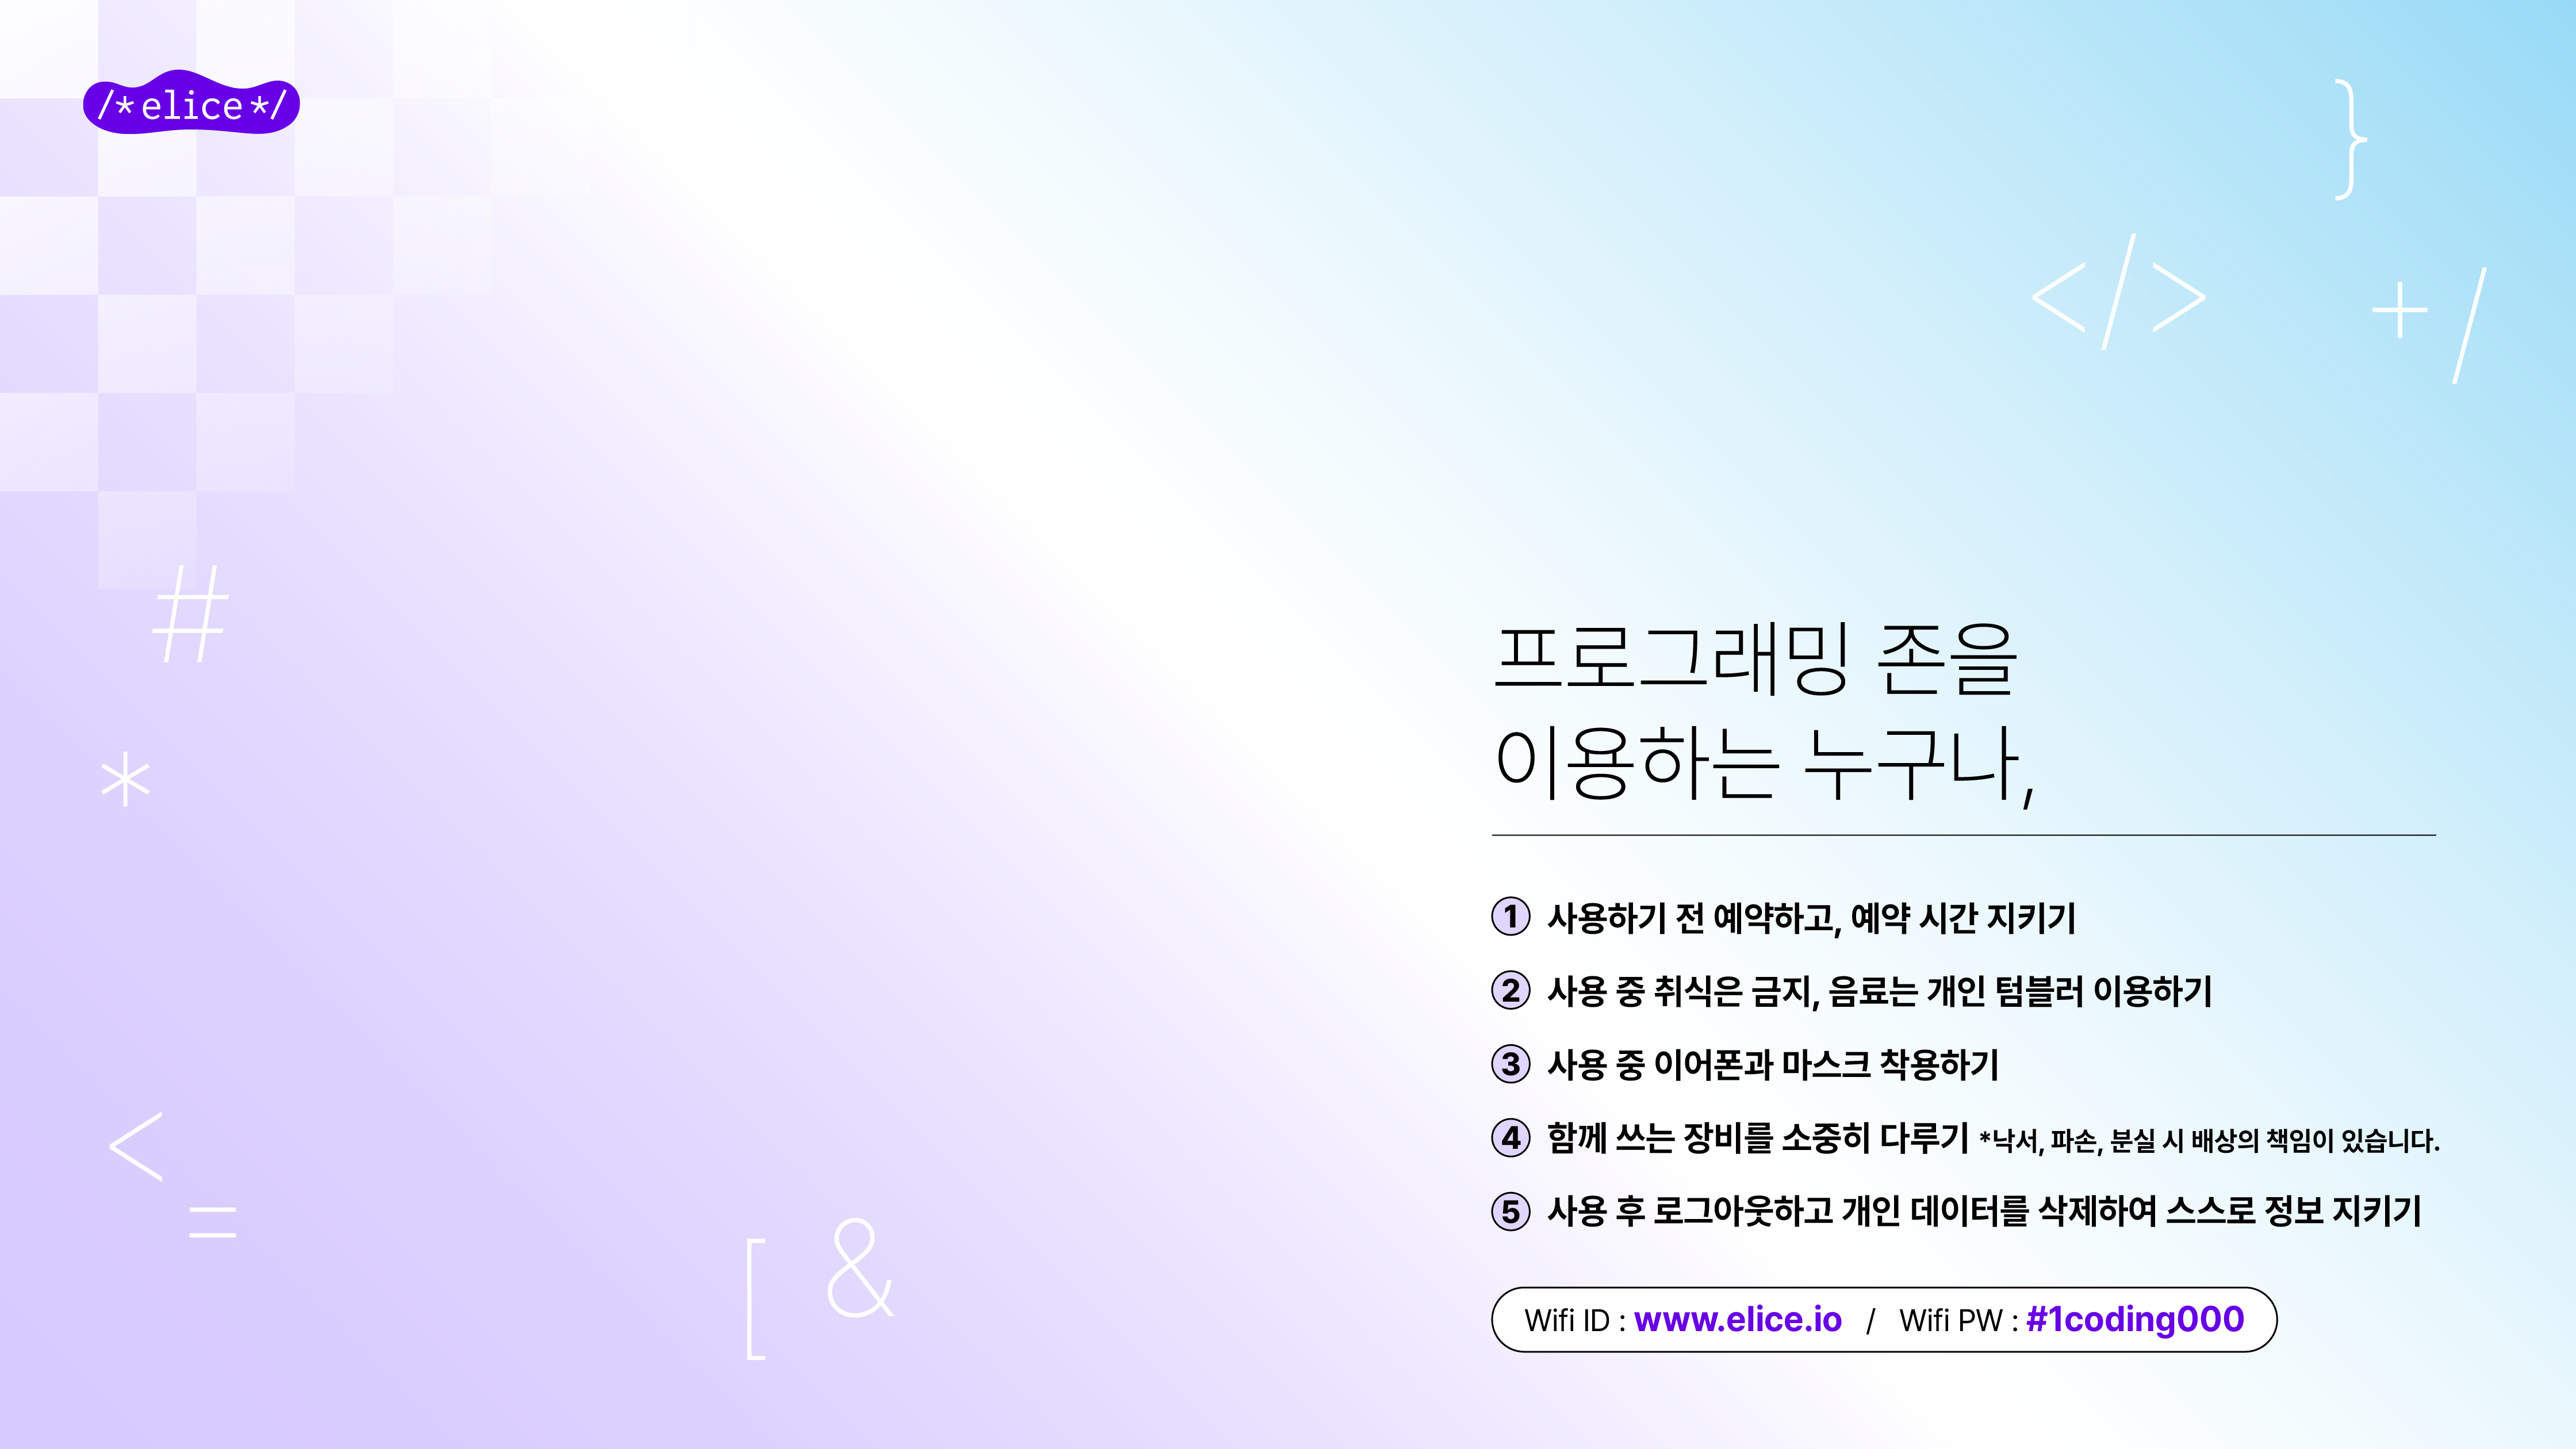 /*elice*/
}
</>
+ /
#
*
<
=
[ &
프로그래밍 존을
이용하는 누구나,
1 사용하기 전 예약하고, 예약 시간 지키기
2 사용 중 취식은 금지, 음료는 개인 텀블러 이용하기
3 사용 중 이어폰과 마스크 착용하기
4 함께 쓰는 장비를 소중히 다루기 *낙서, 파손, 분실 시 배상의 책임이 있습니다.
5 사용 후 로그아웃하고 개인 데이터를 삭제하여 스스로 정보 지키기
Wifi ID : www.elice.io / Wifi PW : #1coding000